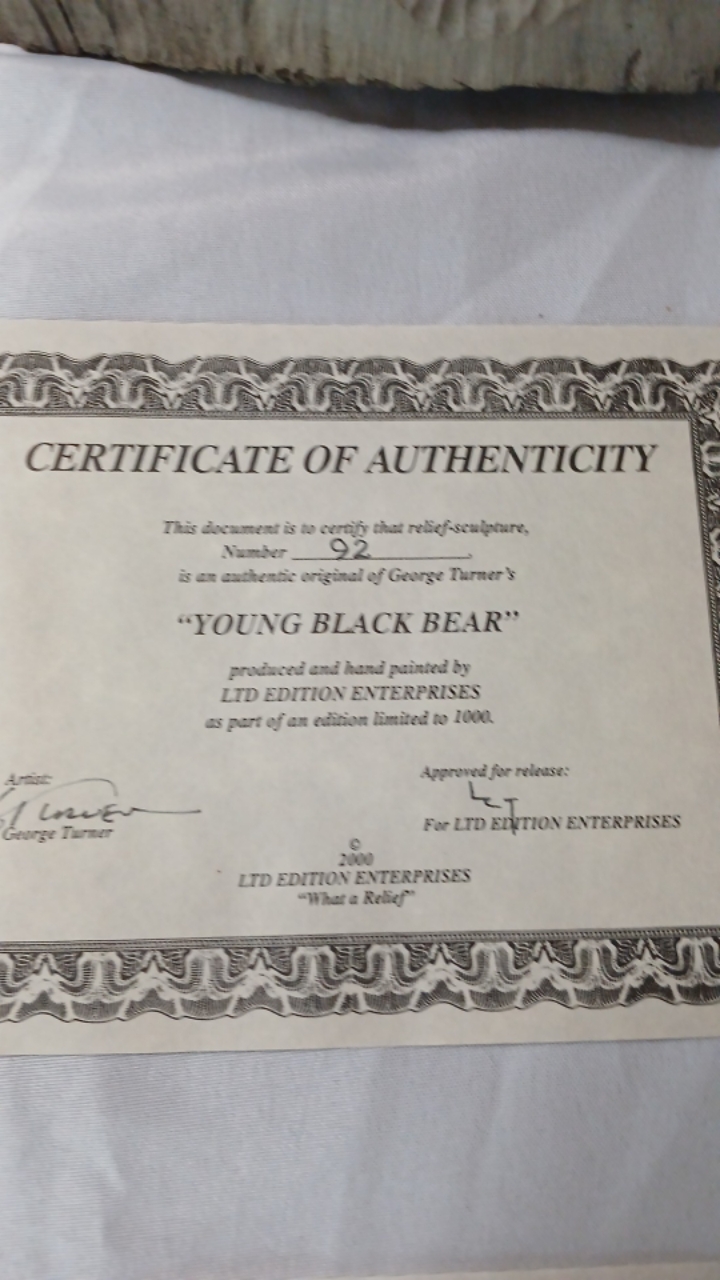 CERTIFICATE OF AUTHENTICITY
This document is to certify that relief-sculpture,
Number 92.
is an authentic original of George Turner's
"YOUNG BLACK BEAR"
produced and hand painted by
LTD EDITION ENTERPRISES
as part of an edition limited to 1000.
Artist:
Approved for release:
George Turner
For LTD EDITION ENTERPRISES
©
2000
LTD EDITION ENTERPRISES
"What a Relief"